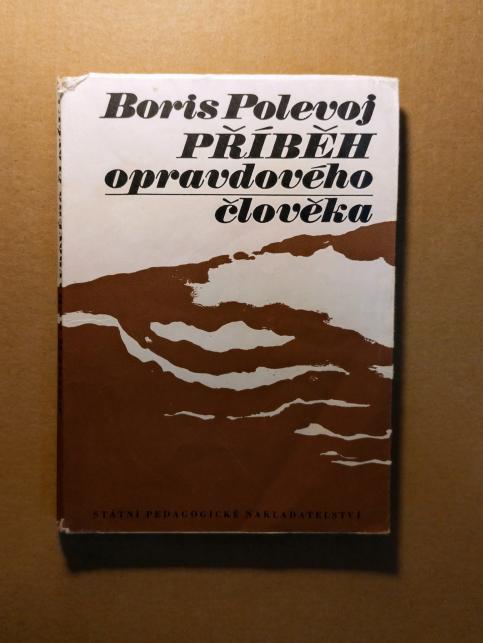 Boris Polevoj
PŘÍBĚH
opravdového
člověka
STÁTNÍ PEDAGOGICKÉ NAKLADATELSTVÍ